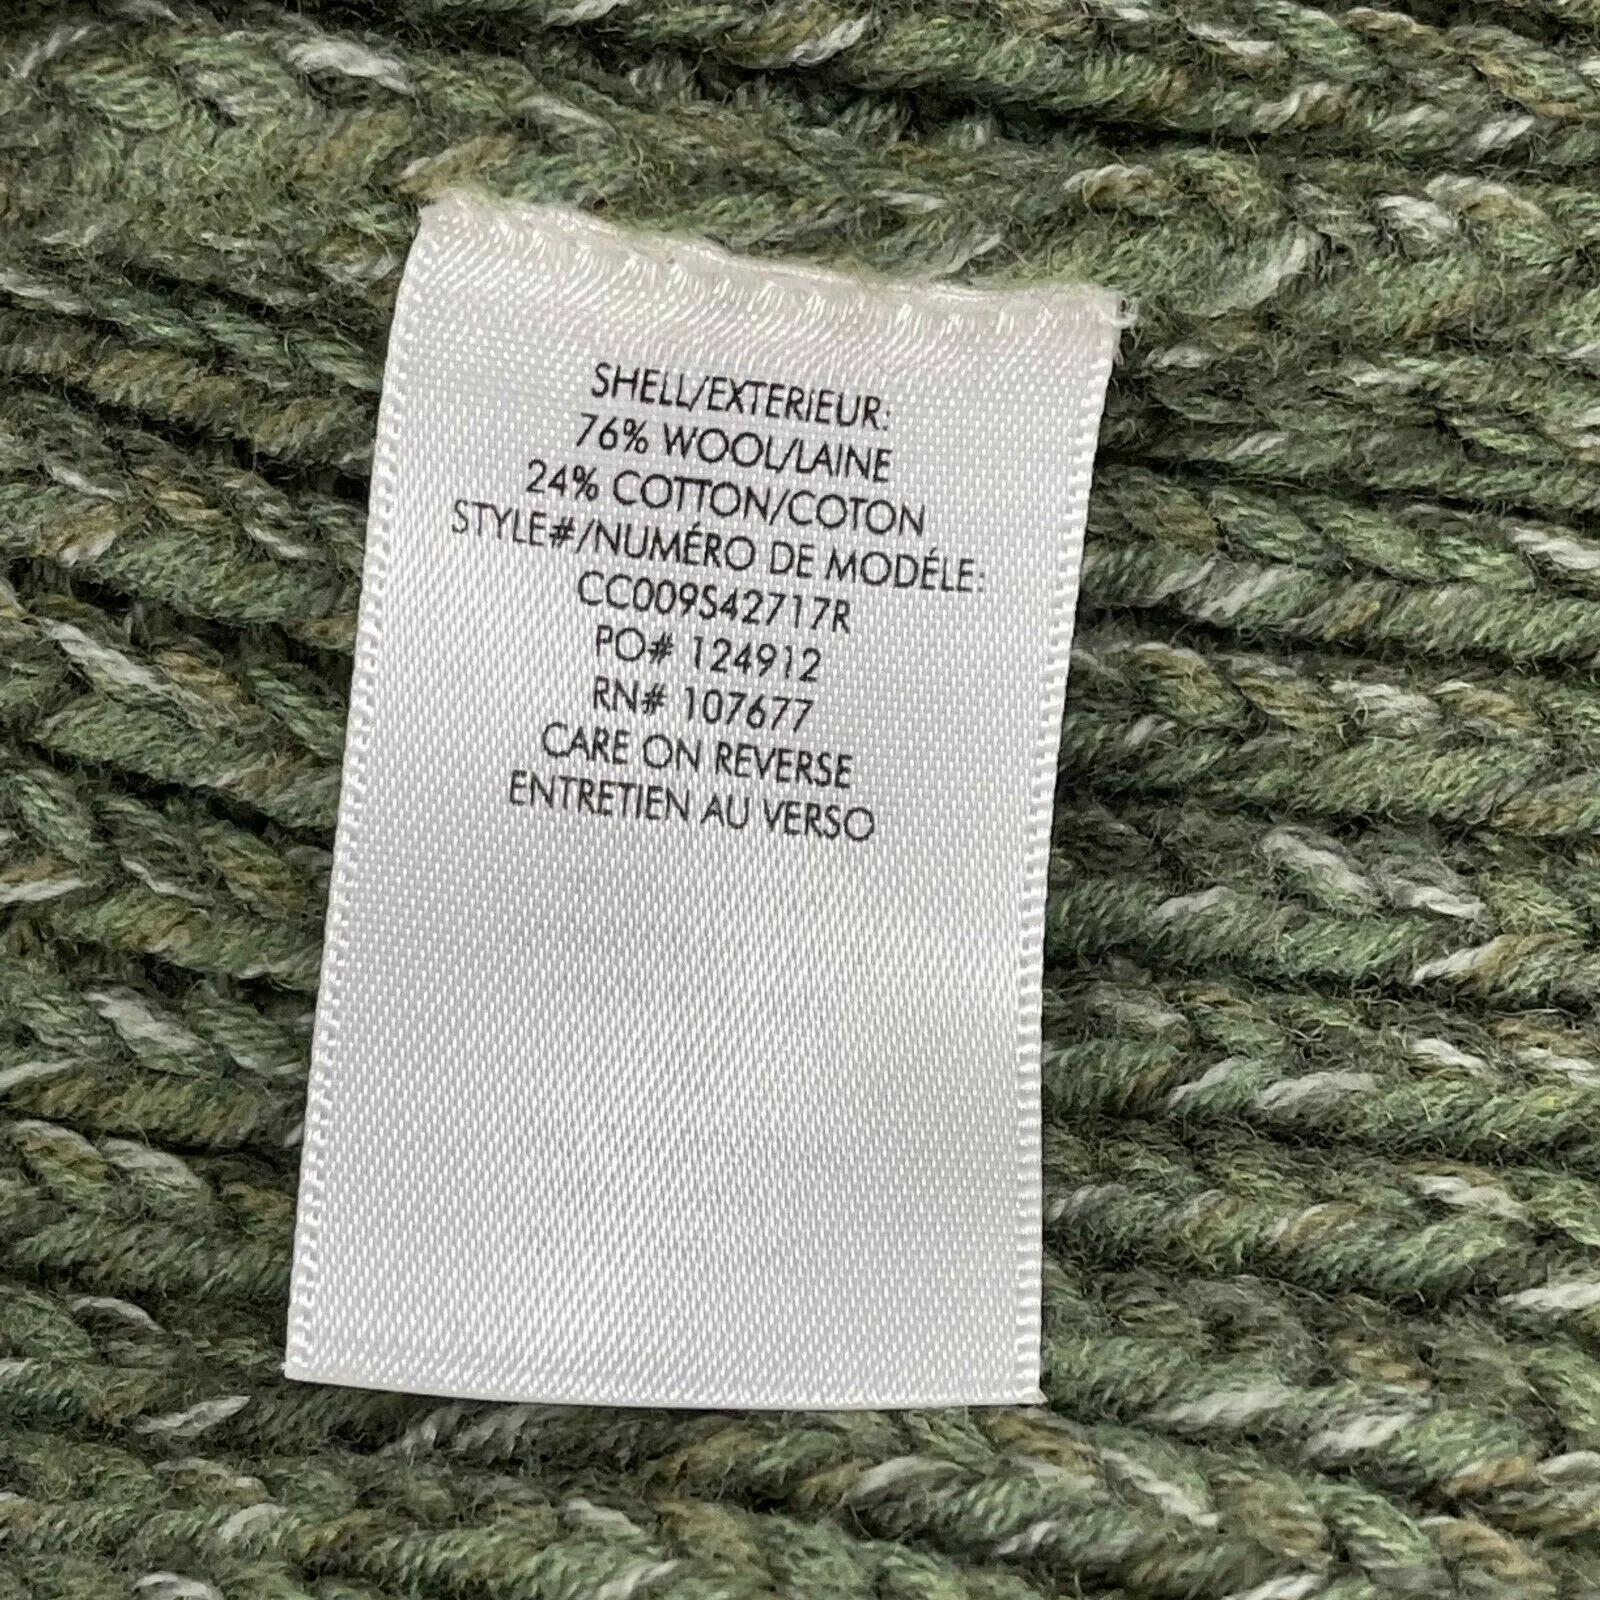 SHELL/EXTERIEUR:
76% WOOL/LAINE
24% COTTON/COTON
STYLE#/NUMÉRO DE MODÉLE:
CC009S42717R
PO# 124912
RN# 107677
CARE ON REVERSE
ENTRETIEN AU VERSO